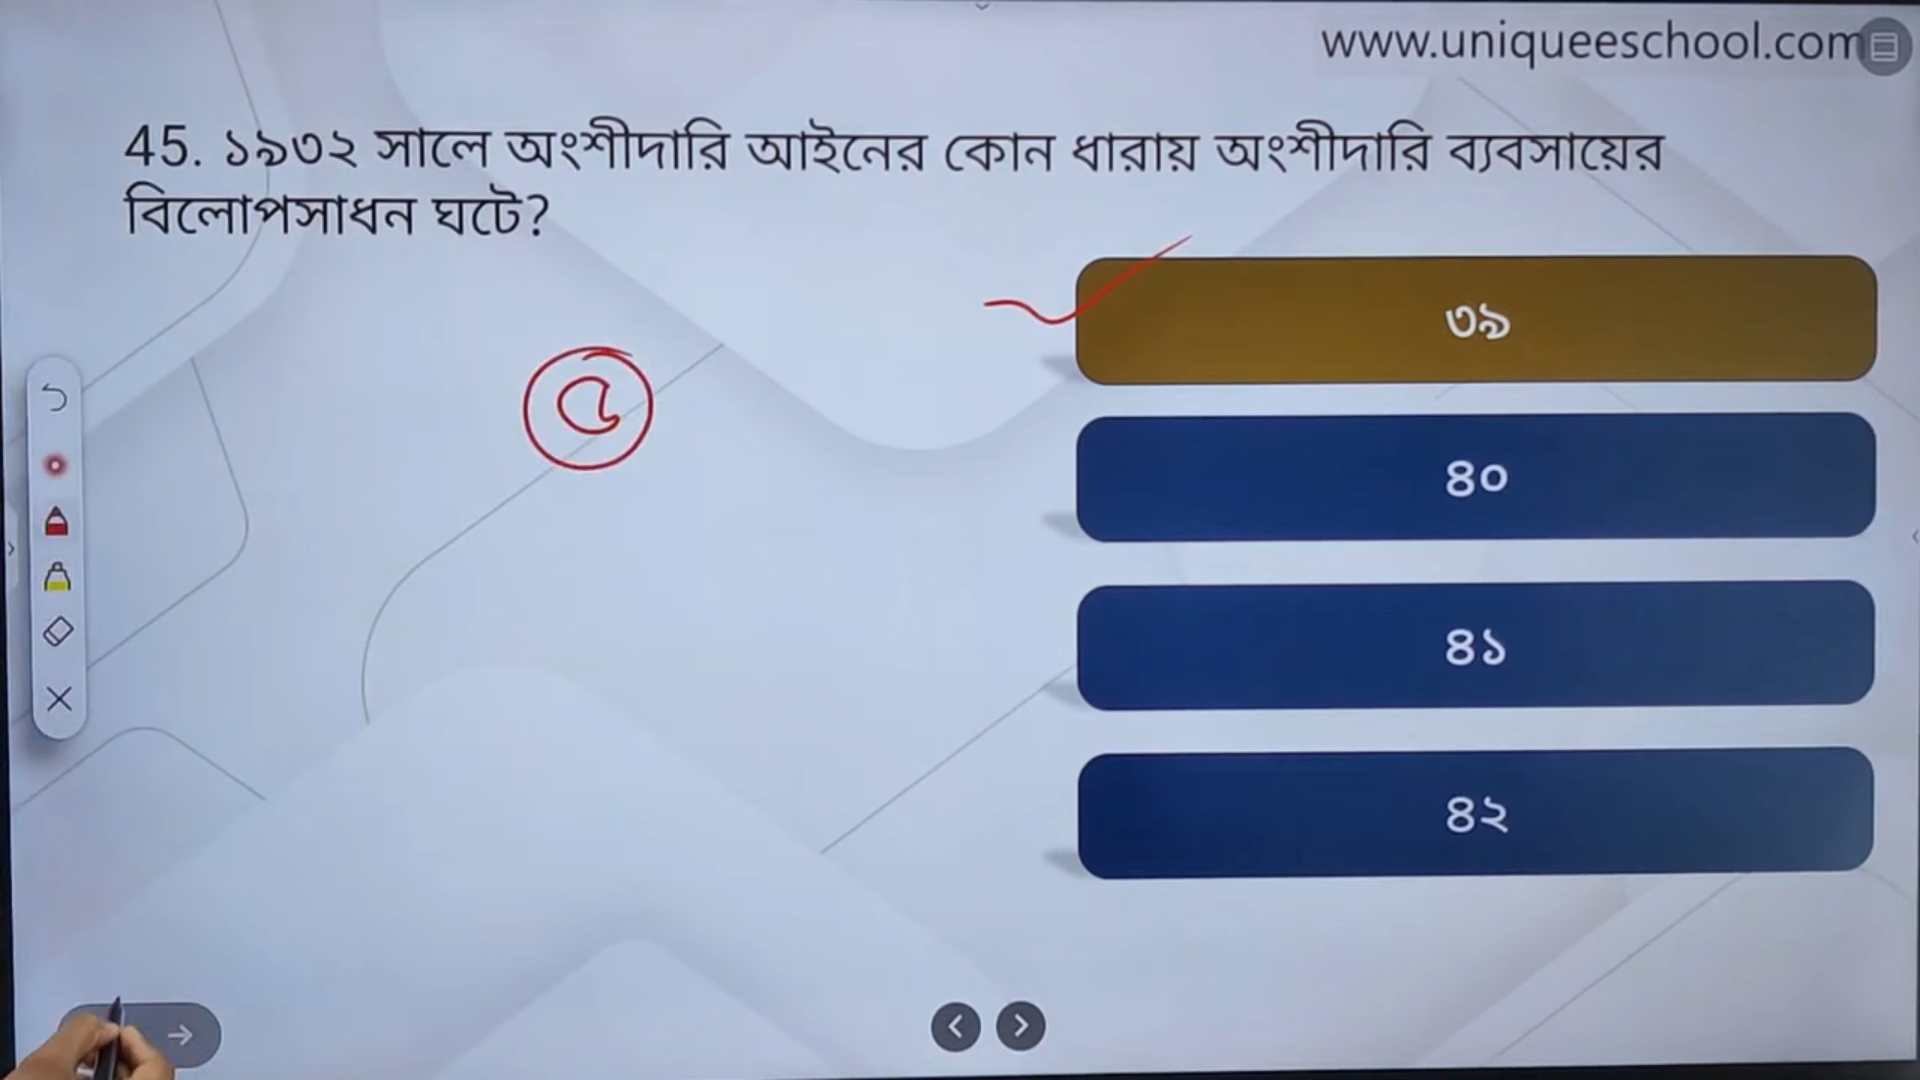 www.uniqueeschool.com
45. ১৯৩২ সালে অংশীদারি আইনের কোন ধারায় অংশীদারি ব্যবসায়ের
বিলোপসাধন ঘটে?
৩৯
৪০
৪১
৪২